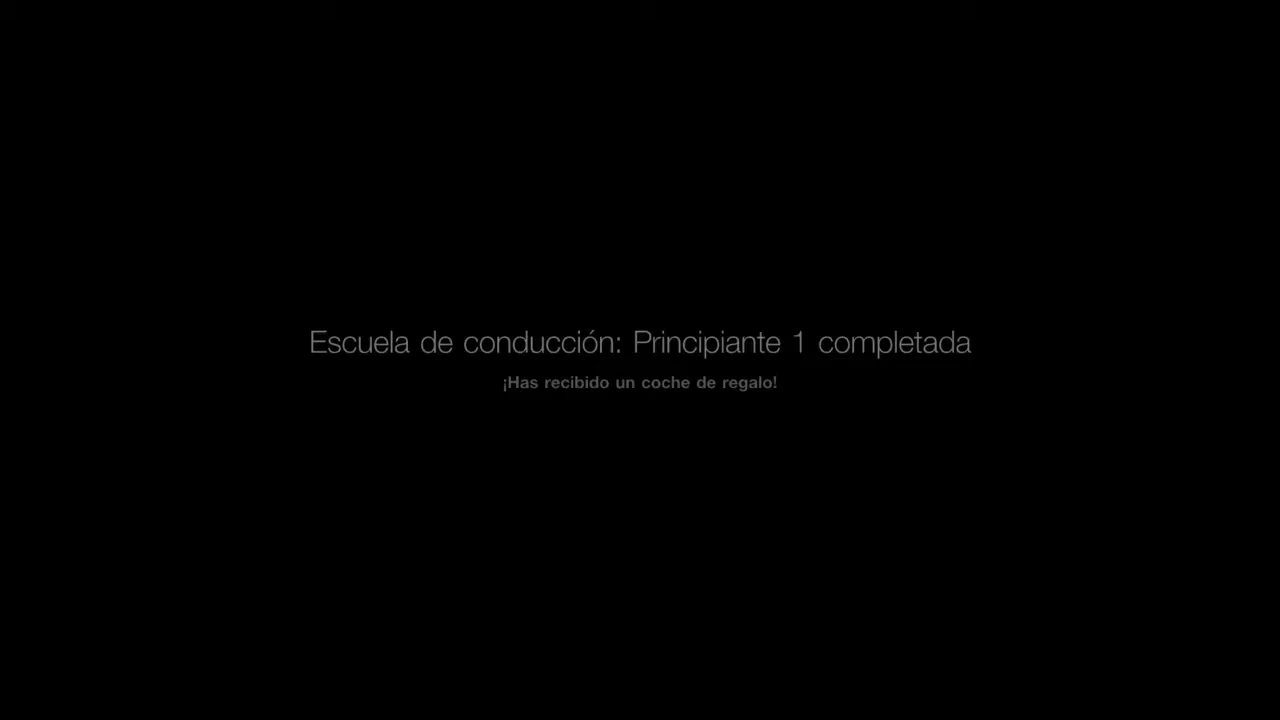 Escuela de conducción: Principiante 1 completada
¡Has recibido un coche de regalo!